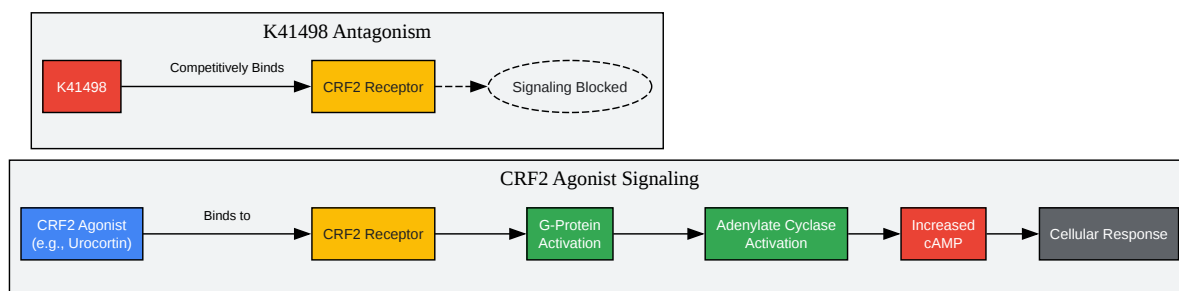 K41498 Antagonism
K41498
Competitively Binds
CRF2 Receptor
Signaling Blocked
CRF2 Agonist Signaling
CRF2 Agonist
(e.g., Urocortin)
Binds to
CRF2 Receptor
G-Protein
Activation
Adenylate Cyclase
Activation
Increased
cAMP
Cellular Response